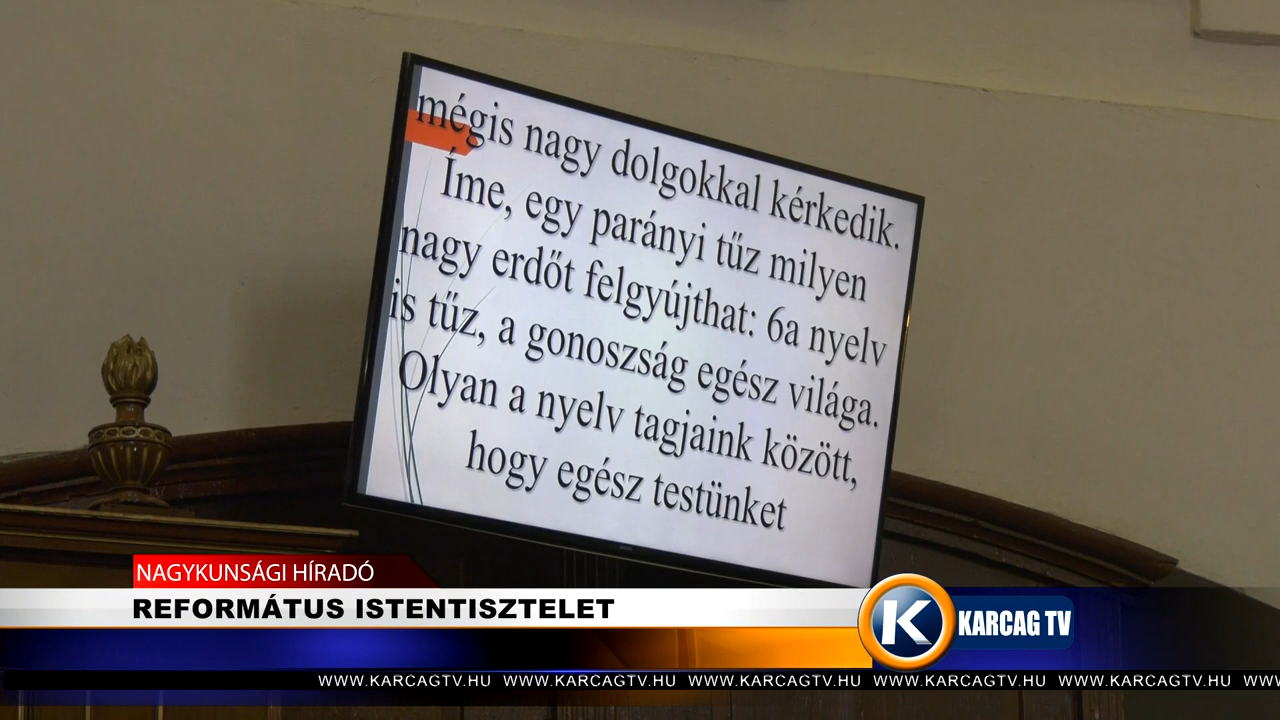 mégis nagy dolgokkal kérkedik.
Íme, egy parányi tűz milyen
nagy erdőt felgyújthat: 6a nyelv
is tűz, a gonoszság egész világa.
Olyan a nyelv tagjaink között,
hogy egész testünket
NAGYKUNSÁGI HÍRADÓ
REFORMÁTUS ISTENTISZTELET
K KARCAG TV
WWW.KARCAGTV.HU WWW.KARCAGTV.HU WWW.KARCAGTV.HU WWW.KARCAGTV.HU WWW.KARCAGTV.HU WWW